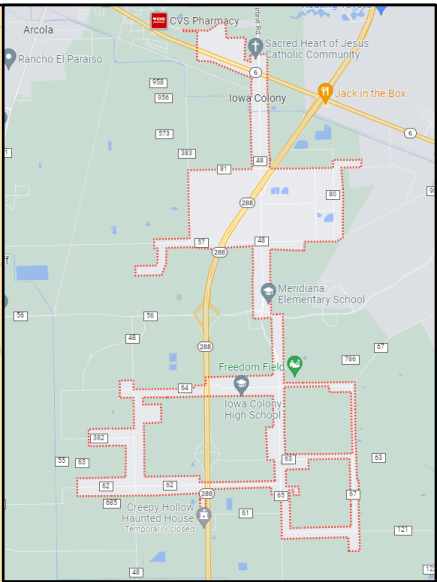 Arcola
CVS Pharmacy
Sacred Heart of Jesus
Catholic Community
Rancho El Paraiso
6
958
956
Iowa Colony
Jack in the Box
573
6
383
48
81
80
288
57
48
288
Meridiana
Elementary School
56
56
48
288
67
786
Freedom Field
64
Iowa Colony
High School
382
55
63
63
63
62
62
288
65
67
685
Creepy Hollow
Haunted House
Temporarily closed
61
121
48